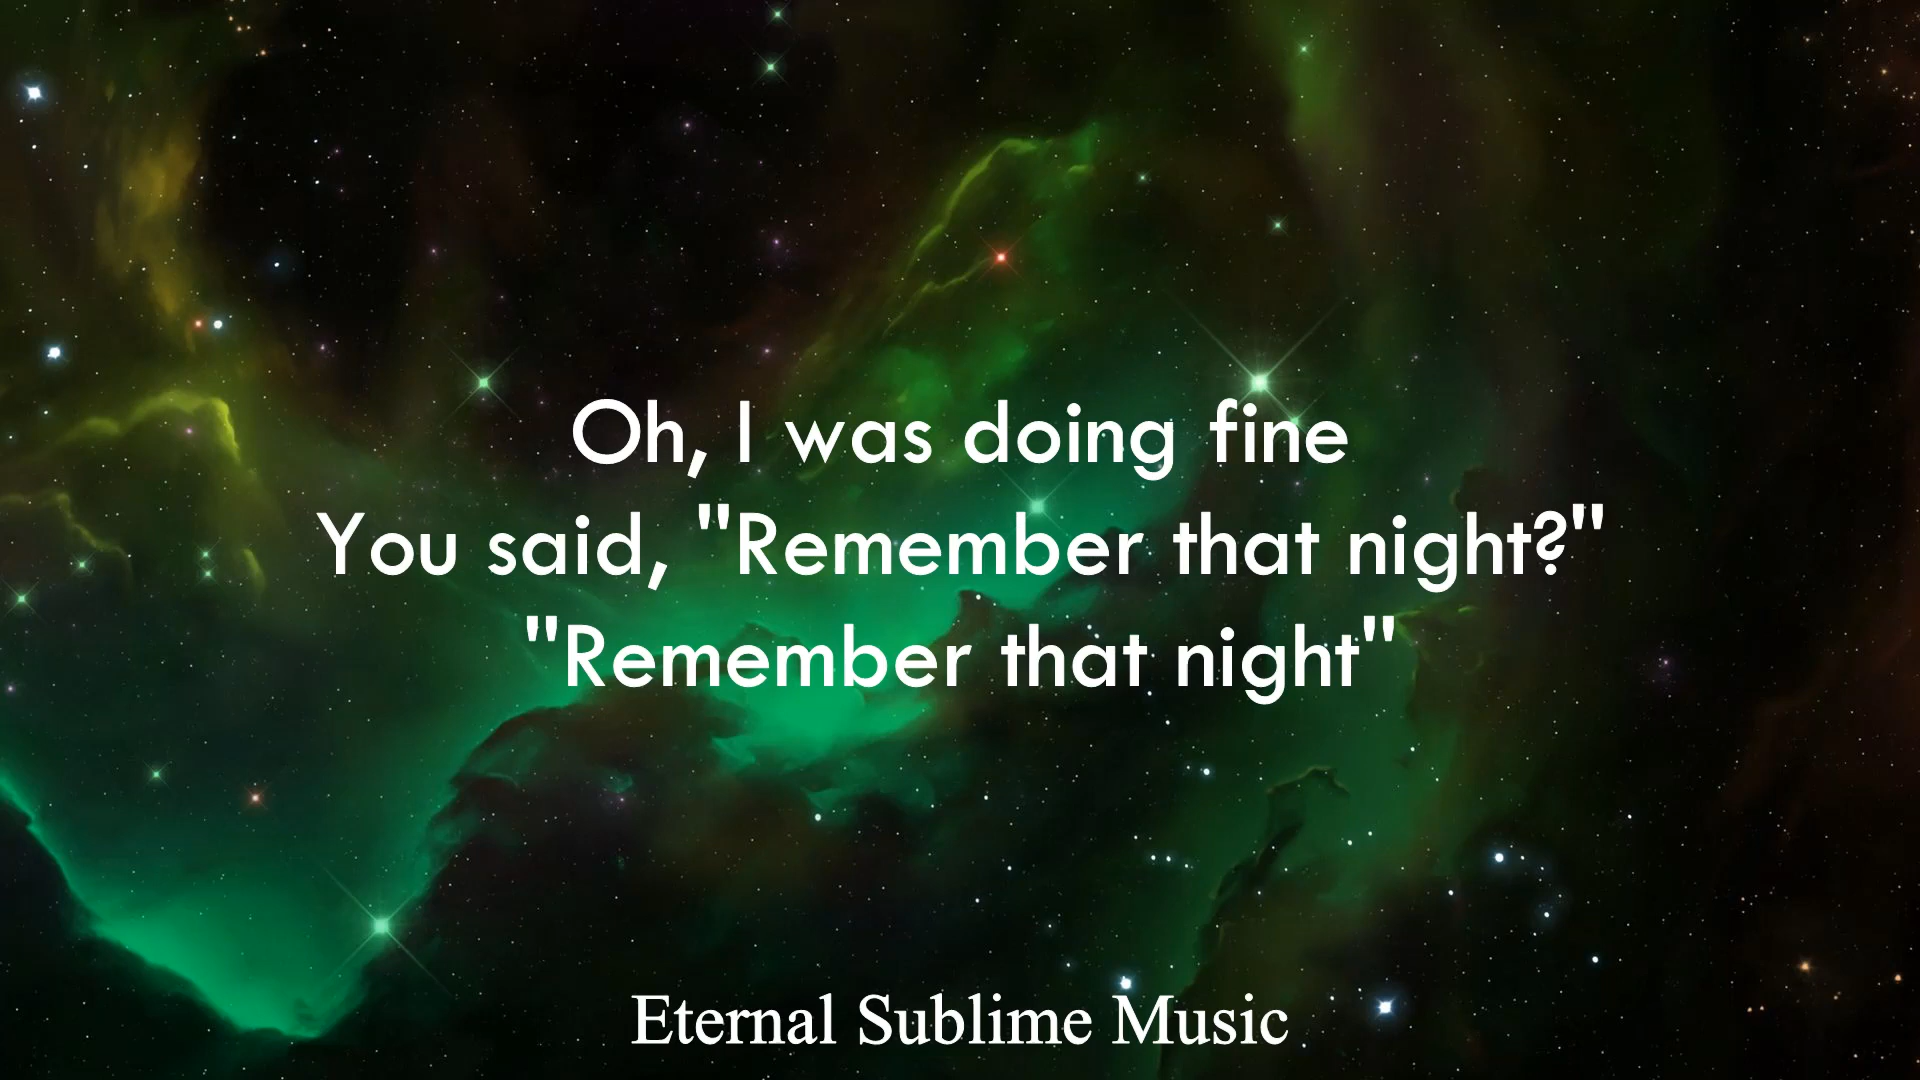 Oh, I was doing fine
You said, "Remember that night?"
"Remember that night"
Eternal Sublime Music